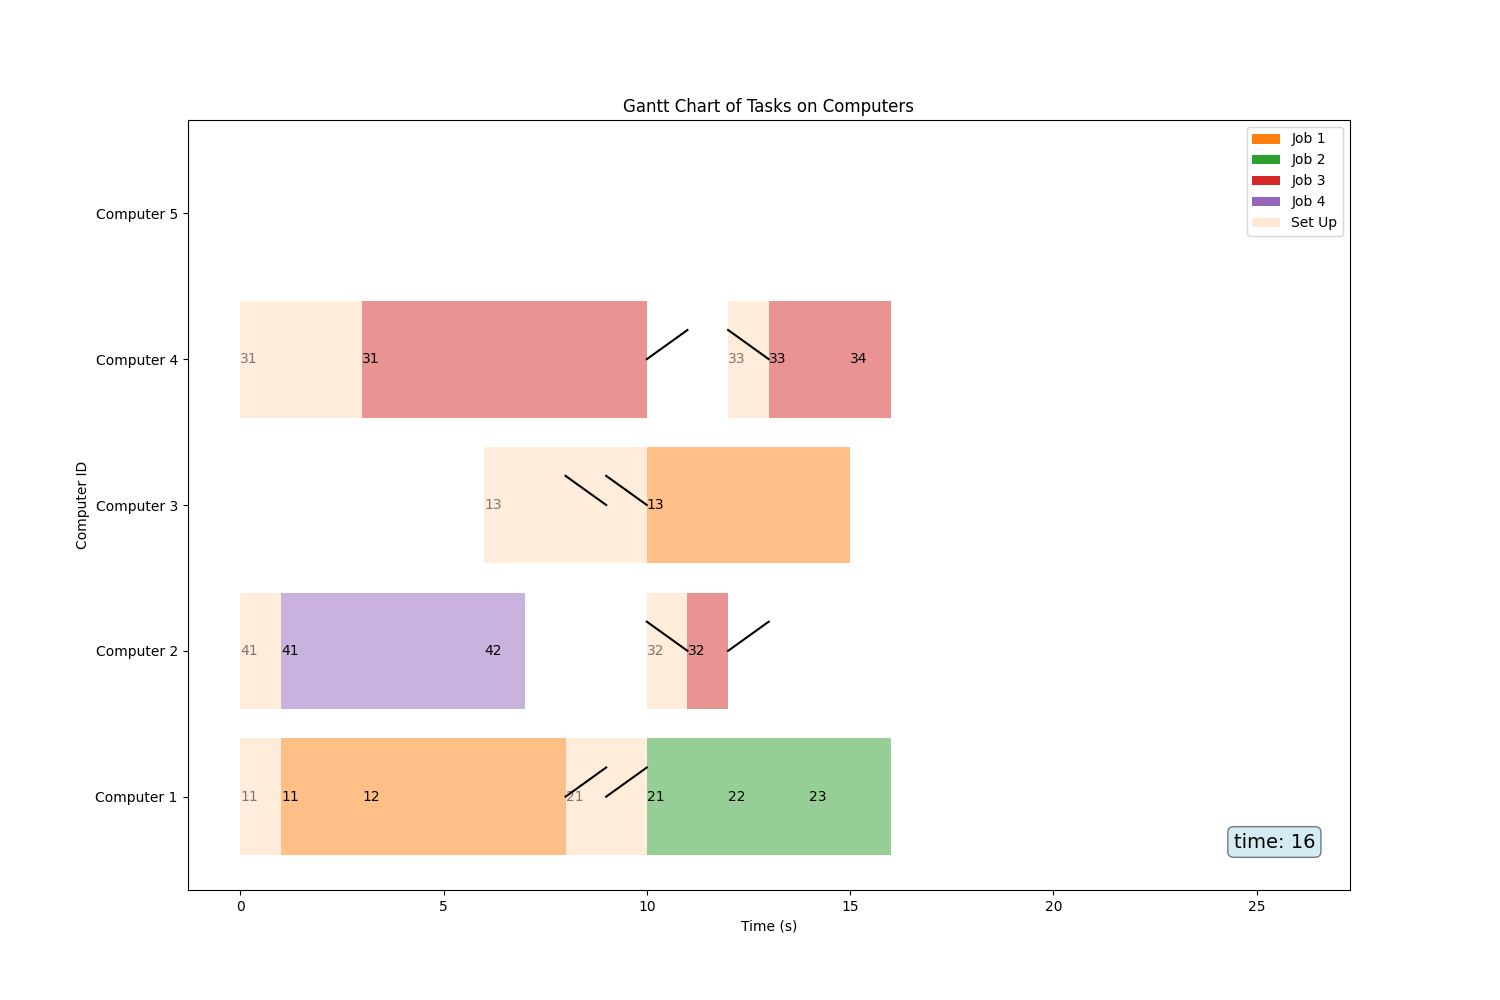 Gantt Chart of Tasks on Computers
Job 1
Job 2
Job 3
Job 4
Set Up
Computer 5
Computer 4
31
31
33
33
34
Computer 3
13
13
Computer 2
41
41
42
32
32
Computer 1
11
11
12
21
21
22
23
Computer ID
time: 16
0
5
10
15
20
25
Time (s)